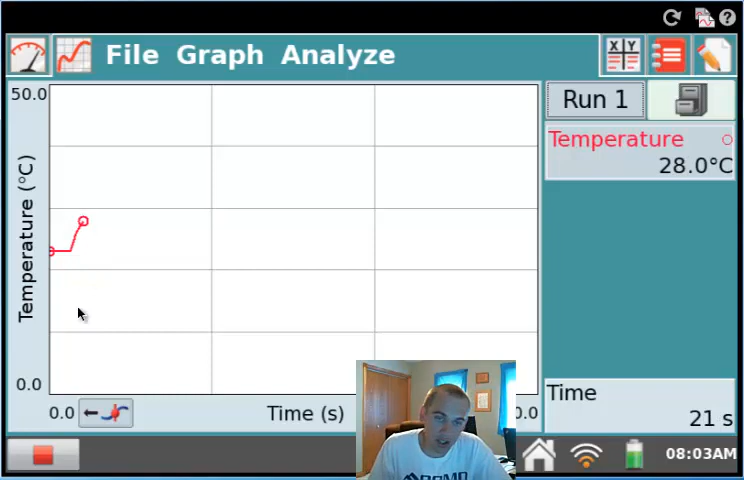 File Graph Analyze
X Y
50.0
Run 1
Temperature
28.0°C
Temperature (°C)
0.0
0.0
Time (s)
0.0
Time
21 s
08:03AM